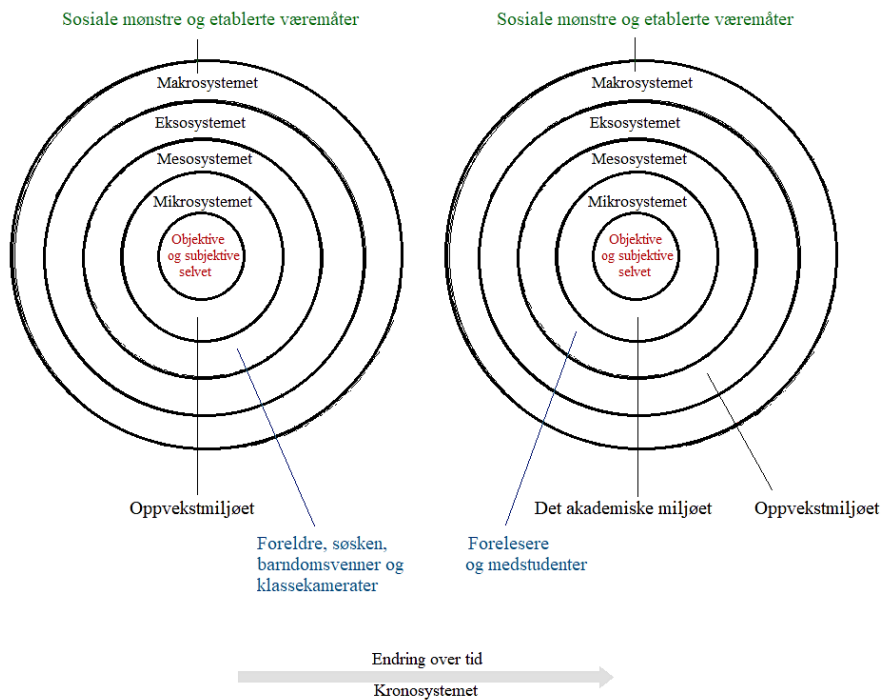 Sosiale mønstre og etablerte væremåter
Makrosystemet
Eksosystemet
Mesosystemet
Mikrosystemet
Objektive
og subjektive
selvet
Oppvekstmiljøet
Foreldre, søsken,
barndomsvenner og
klassekamerater
Sosiale mønstre og etablerte væremåter
Makrosystemet
Eksosystemet
Mesosystemet
Mikrosystemet
Objektive
og subjektive
selvet
Det akademiske miljøet
Oppvekstmiljøet
Forelesere
og medstudenter
Endring over tid
Kronosystemet